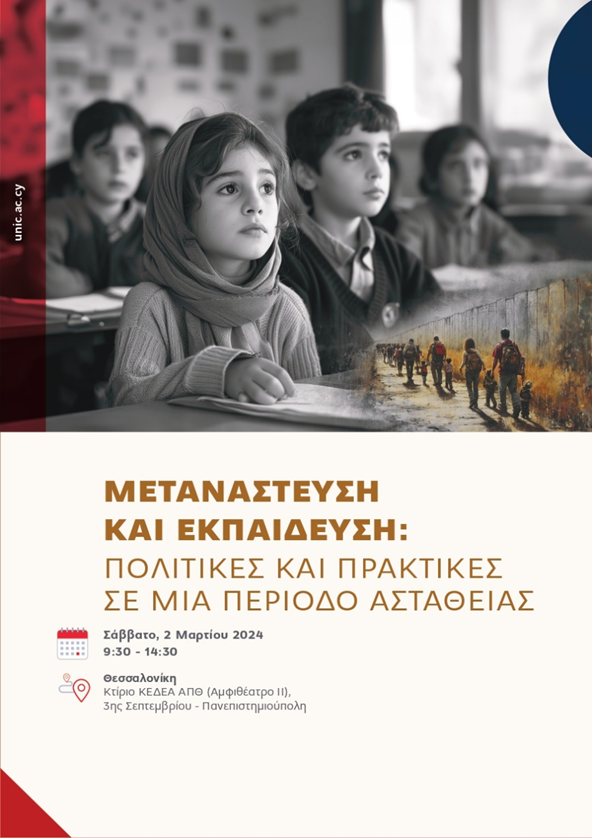 unic.ac.cy
ΜΕΤΑΝΑΣΤΕΥΣΗ
ΚΑΙ ΕΚΠΑΙΔΕΥΣΗ:
ΠΟΛΙΤΙΚΕΣ ΚΑΙ ΠΡΑΚΤΙΚΕΣ
ΣΕ ΜΙΑ ΠΕΡΙΟΔΟ ΑΣΤΑΘΕΙΑΣ
Σάββατο, 2 Μαρτίου 2024
9:30 - 14:30
Θεσσαλονίκη
Κτίριο ΚΕΔΕΑ ΑΠΘ (Αμφιθέατρο ΙΙ),
3ης Σεπτεμβρίου - Πανεπιστημιούπολη